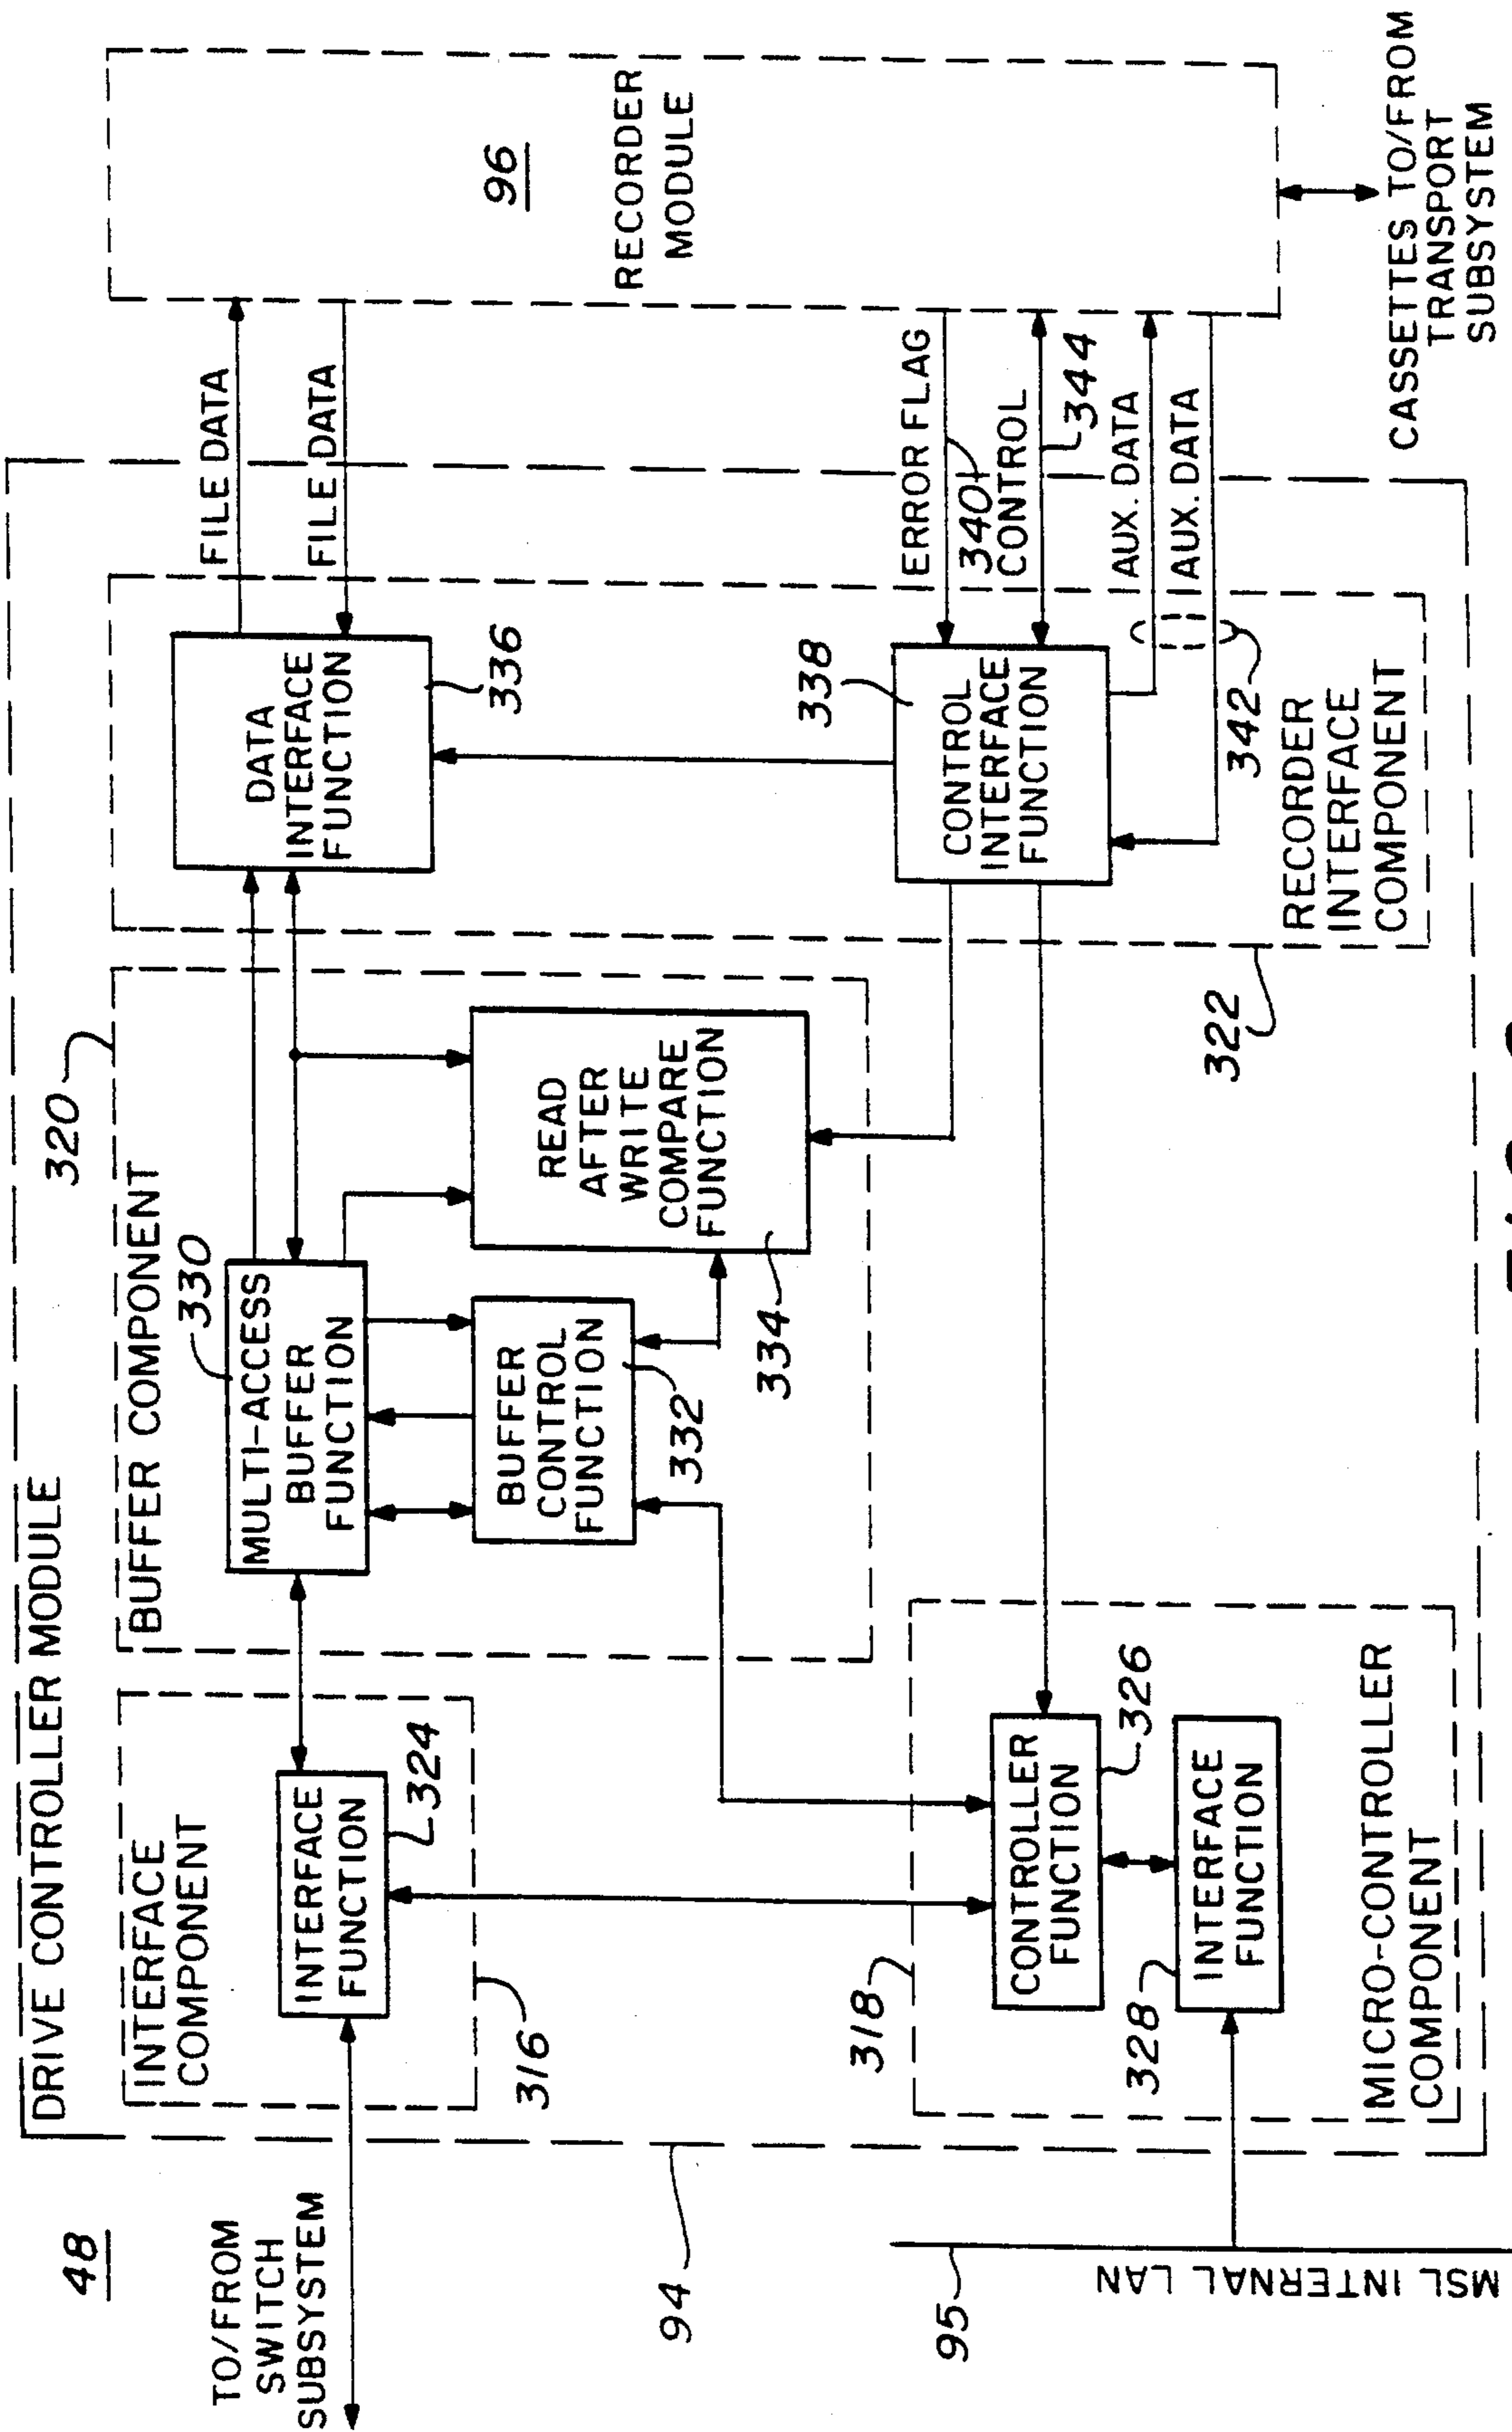 48
DRIVE CONTROLLER MODULE
TO/FROM
SWITCH
SUBSYSTEM
INTERFACE
COMPONENT
INTERFACE
FUNCTION
324
316
320
BUFFER COMPONENT
330
MULTI-ACCESS
BUFFER
FUNCTION
BUFFER
CONTROL
FUNCTION
332
READ
AFTER
WRITE
COMPARE
FUNCTION
334
DATA
INTERFACE
FUNCTION
336
FILE DATA
FILE DATA
96
RECORDER
MODULE
338
CONTROL
INTERFACE
FUNCTION
ERROR FLAG
340
CONTROL
344
AUX. DATA
AUX. DATA
342
RECORDER
INTERFACE
COMPONENT
322
CASSETTES TO/FROM
TRANSPORT
SUBSYSTEM
94
95
MSL INTERNAL LAN
318
CONTROLLER
FUNCTION
326
328
INTERFACE
FUNCTION
MICRO-CONTROLLER
COMPONENT